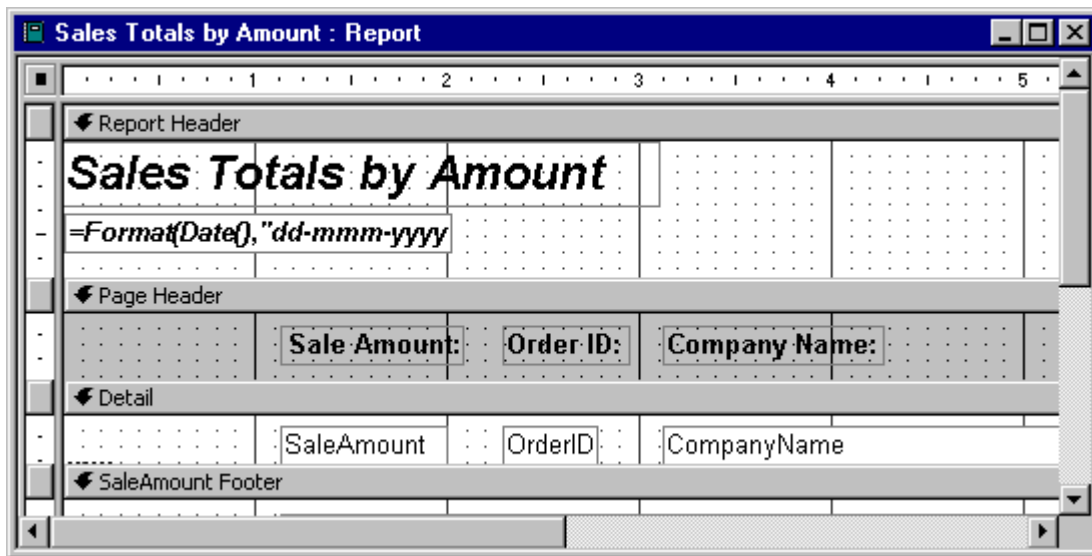 Sales Totals by Amount : Report
1 2 3 4 5
Report Header
Sales Totals by Amount
=Format(Date(),"dd-mmm-yyyy
Page Header
Sale Amount: Order ID: Company Name:
Detail
SaleAmount OrderID CompanyName
SaleAmount Footer